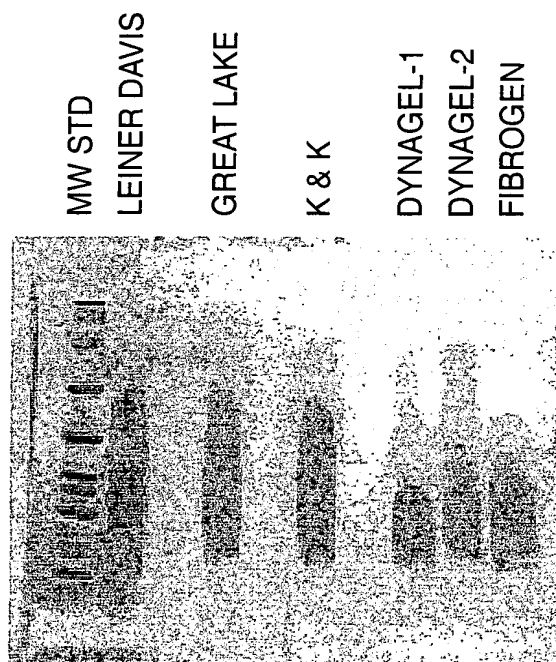 MW STD
LEINER DAVIS
GREAT LAKE
K & K
DYNAGEL-1
DYNAGEL-2
FIBROGEN